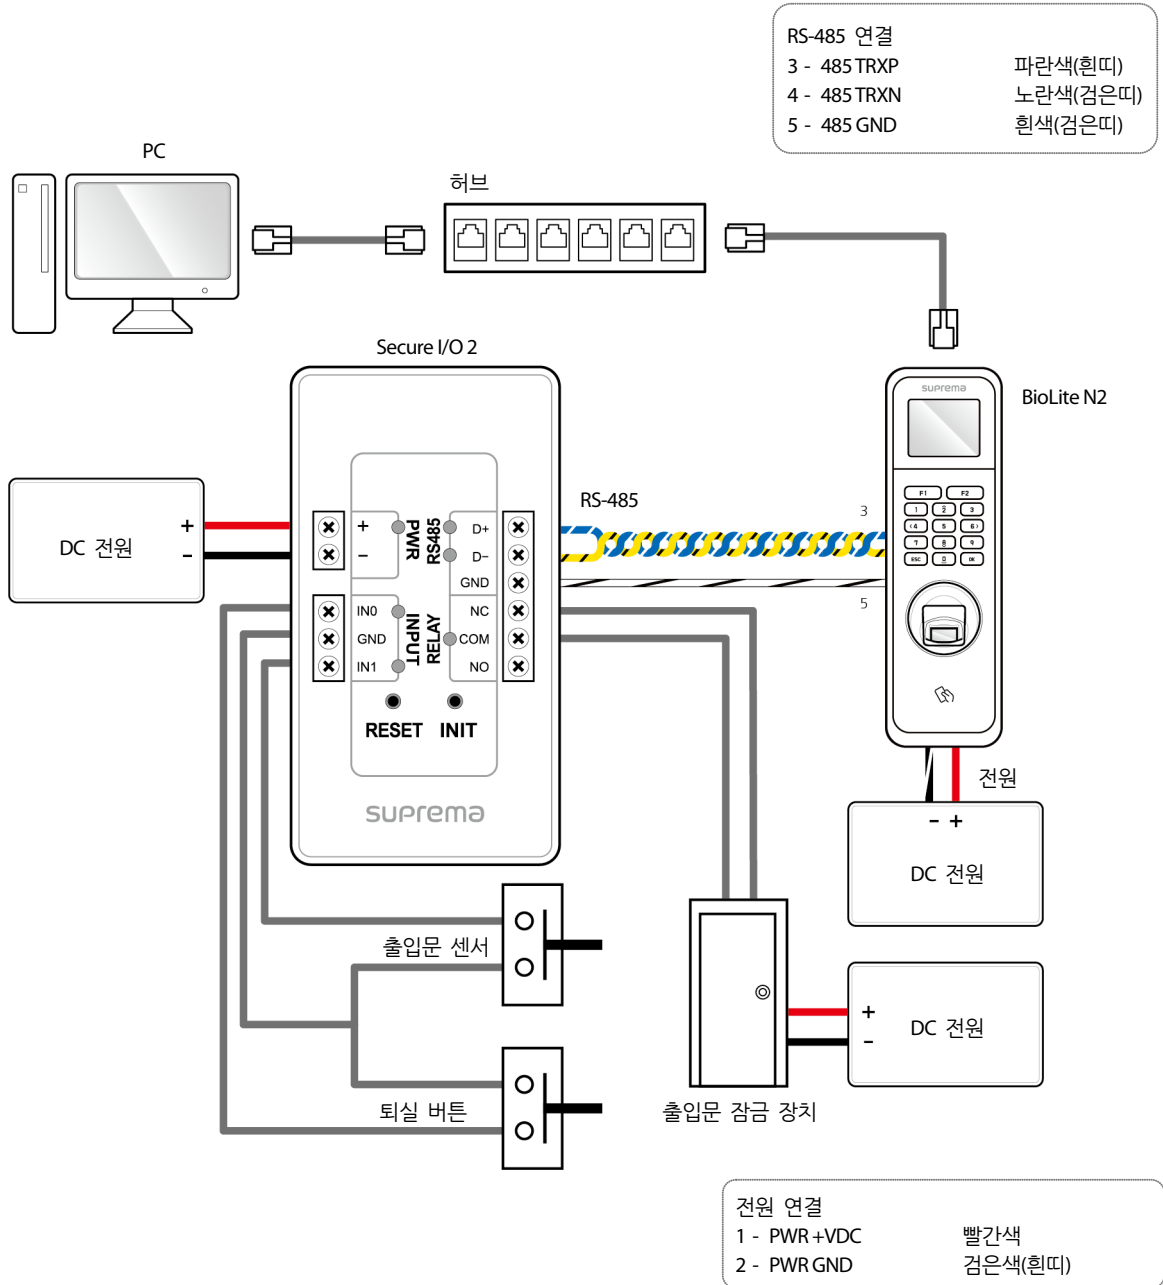 RS-485 연결
3 - 485 TRXP 파란색(흰띠)
4 - 485 TRXN 노란색(검은띠)
5 - 485 GND 흰색(검은띠)
PC
허브
Secure I/O 2
suprema
BioLite N2
F1 F2
1 2 3
4 5 6
7 8 9
ESC 0 OK
RS-485
3
5
DC 전원
+
-
+ PWR RS485 D+
- D-
GND
IN0 INPUT RELAY NC
GND COM
IN1 NO
RESET INIT
suprema
전원
- +
DC 전원
출입문 센서
퇴실 버튼
출입문 잠금 장치
+
-
DC 전원
전원 연결
1 - PWR +VDC 빨간색
2 - PWR GND 검은색(흰띠)